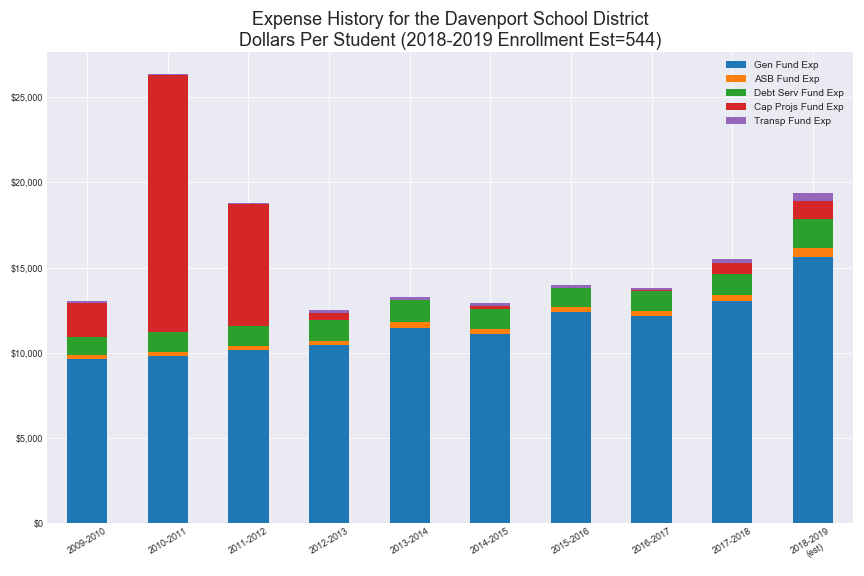 Expense History for the Davenport School District
Dollars Per Student (2018-2019 Enrollment Est=544)
Gen Fund Exp
ASB Fund Exp
Debt Serv Fund Exp
Cap Projs Fund Exp
Transp Fund Exp
$25,000
$20,000
$15,000
$10,000
$5,000
$0
2009-2010
2010-2011
2011-2012
2012-2013
2013-2014
2014-2015
2015-2016
2016-2017
2017-2018
2018-2019
(est)